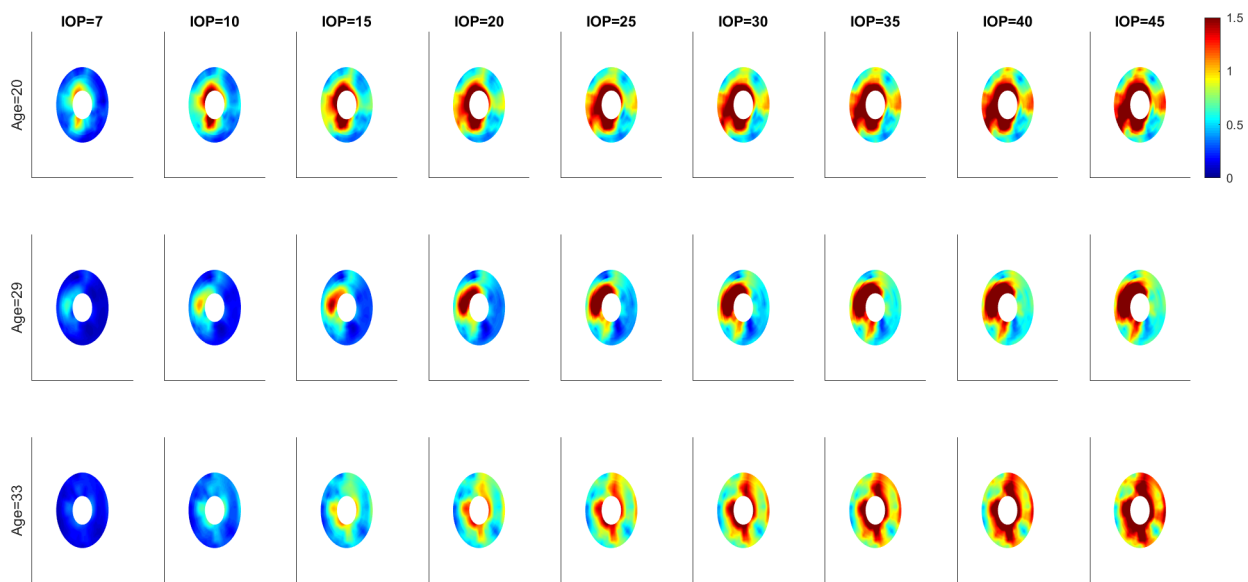 IOP=7 IOP=10 IOP=15 IOP=20 IOP=25 IOP=30 IOP=35 IOP=40 IOP=45
1.5
1
0.5
0
Age=20
Age=29
Age=33